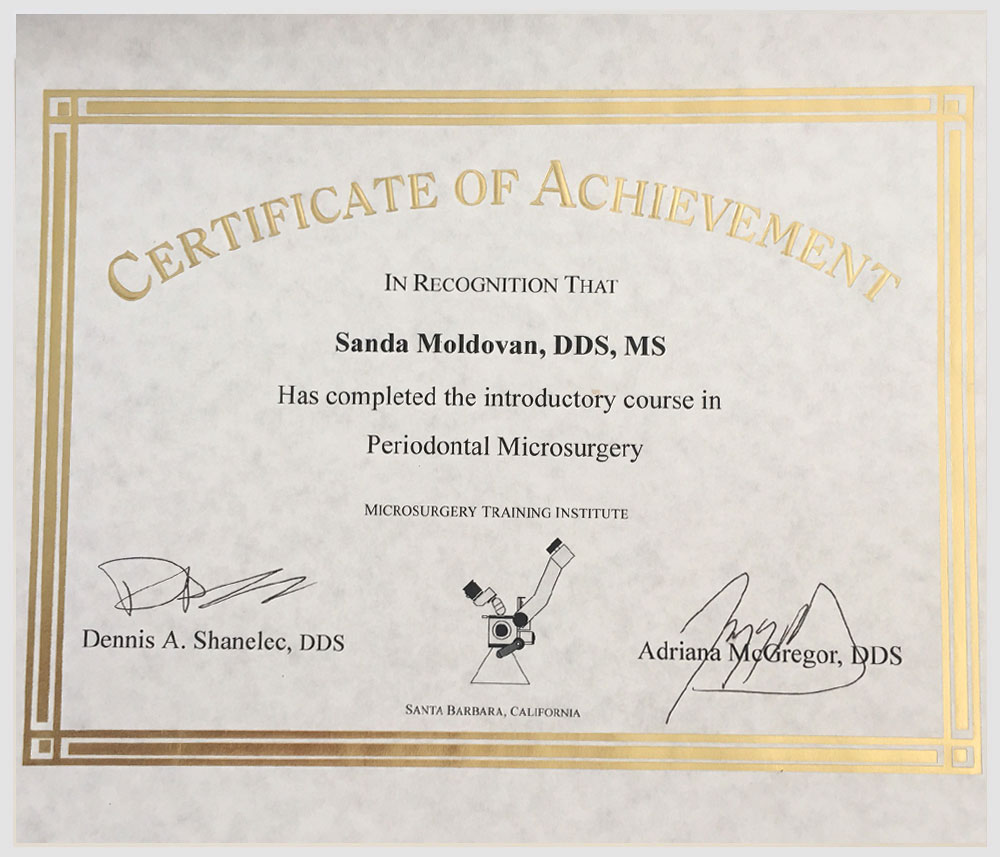 CERTIFICATE OF ACHIEVEMENT
IN RECOGNITION THAT
Sanda Moldovan, DDS, MS
Has completed the introductory course in
Periodontal Microsurgery
MICROSURGERY TRAINING INSTITUTE
Dennis A. Shanelec, DDS
Adriana McGregor, DDS
SANTA BARBARA, CALIFORNIA